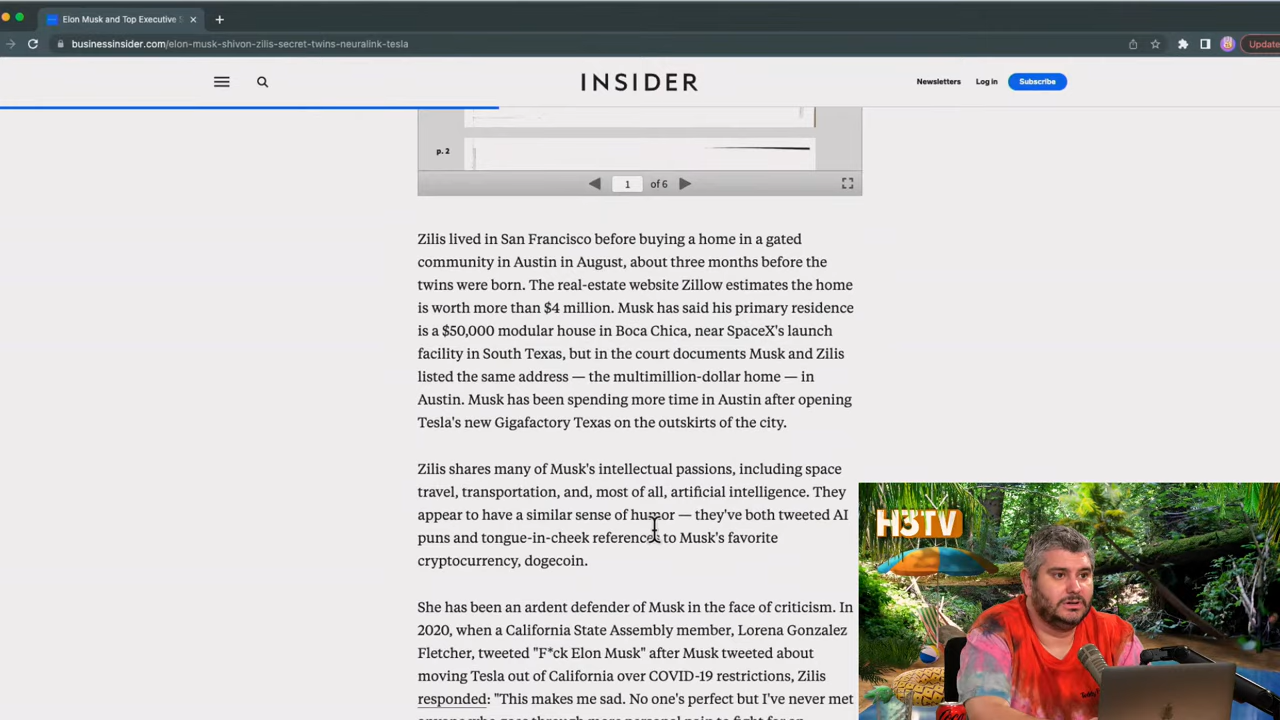 Elon Musk and Top Executive S
businessinsider.com/elon-musk-shivon-zilis-secret-twins-neuralink-tesla
Update
INSIDER
Newsletters Log in Subscribe
p. 2
1 of 6
Zilis lived in San Francisco before buying a home in a gated
community in Austin in August, about three months before the
twins were born. The real-estate website Zillow estimates the home
is worth more than $4 million. Musk has said his primary residence
is a $50,000 modular house in Boca Chica, near SpaceX's launch
facility in South Texas, but in the court documents Musk and Zilis
listed the same address — the multimillion-dollar home — in
Austin. Musk has been spending more time in Austin after opening
Tesla's new Gigafactory Texas on the outskirts of the city.
Zilis shares many of Musk's intellectual passions, including space
travel, transportation, and, most of all, artificial intelligence. They
appear to have a similar sense of humor — they've both tweeted AI
puns and tongue-in-cheek references to Musk's favorite
cryptocurrency, dogecoin.
She has been an ardent defender of Musk in the face of criticism. In
2020, when a California State Assembly member, Lorena Gonzalez
Fletcher, tweeted "F*ck Elon Musk" after Musk tweeted about
moving Tesla out of California over COVID-19 restrictions, Zilis
responded: "This makes me sad. No one's perfect but I've never met
H3TV